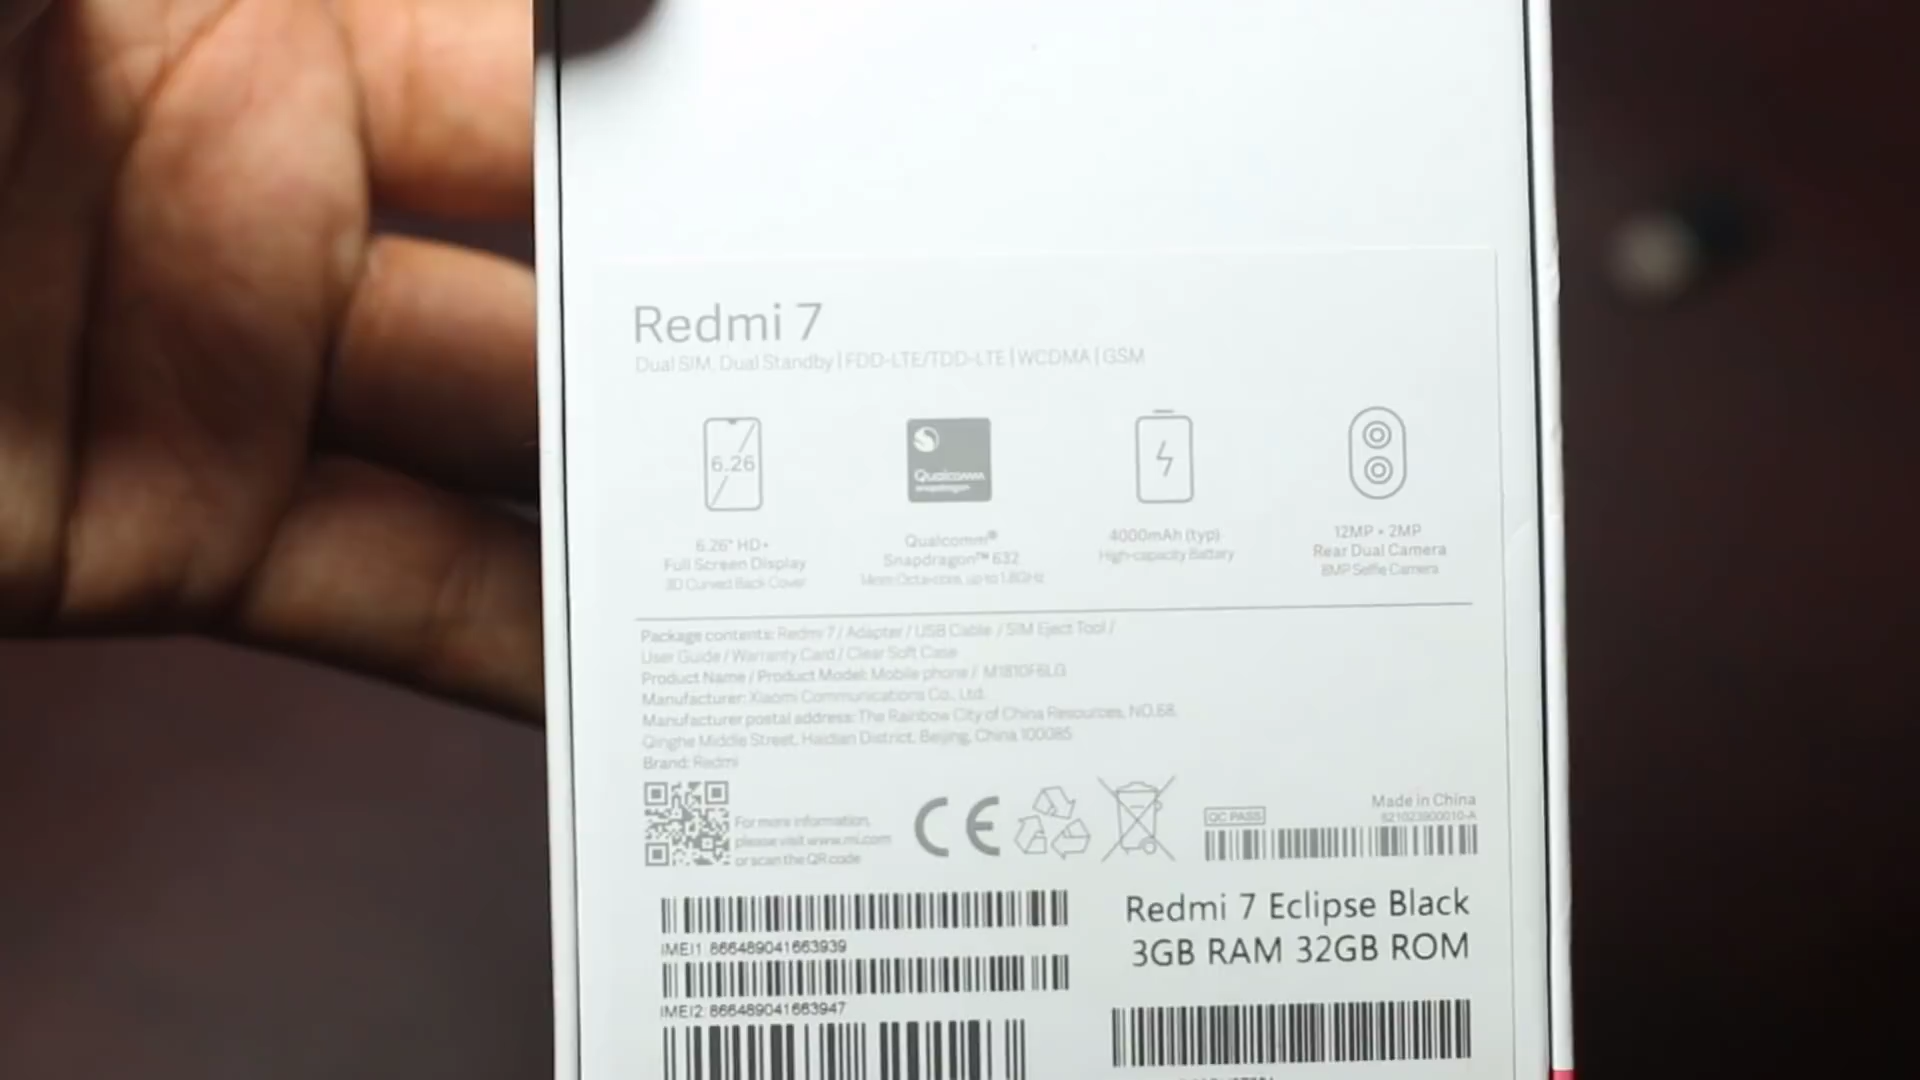 Redmi 7
Dual SIM, Dual Standby | FDD-LTE/TDD-LTE | WCDMA | GSM
6.26
Qualcomm
snapdragon
6.26" HD+
Full Screen Display
3D Curved Back Cover
Qualcomm®
Snapdragon™ 632
14nm Octa-core, up to 1.8GHz
4000mAh (typ)
High-capacity Battery
12MP + 2MP
Rear Dual Camera
8MP Selfie Camera
Package contents: Redmi 7 / Adapter / USB Cable / SIM Eject Tool /
User Guide / Warranty Card / Clear Soft Case
Product Name / Product Model: Mobile phone / M1810F6LG
Manufacturer: Xiaomi Communications Co., Ltd.
Manufacturer postal address: The Rainbow City of China Resources, NO.68,
Qinghe Middle Street, Haidian District, Beijing, China 100085
Brand: Redmi
For more information,
please visit www.mi.com
or scan the QR code
CE
QC PASS
Made in China
821023900010-A
IMEI1: 866489041663939
IMEI2: 866489041663947
Redmi 7 Eclipse Black
3GB RAM 32GB ROM